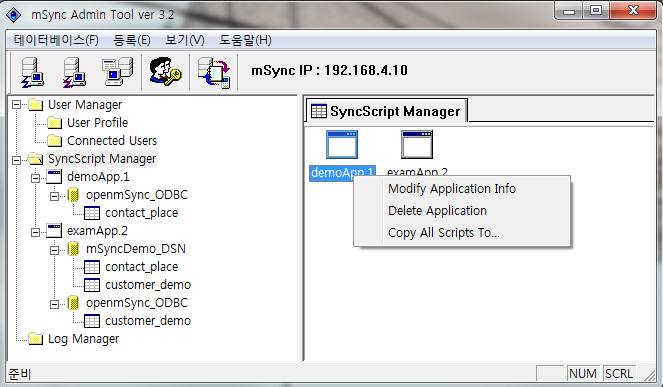 mSync Admin Tool ver 3.2
데이터베이스(F) 등록(E) 보기(V) 도움말(H)
mSync IP : 192.168.4.10
User Manager
User Profile
Connected Users
SyncScript Manager
demoApp.1
openmSync_ODBC
contact_place
examApp.2
mSyncDemo_DSN
contact_place
customer_demo
openmSync_ODBC
customer_demo
Log Manager
SyncScript Manager
demoApp.1 examApp.2
Modify Application Info
Delete Application
Copy All Scripts To...
준비
NUM SCRL